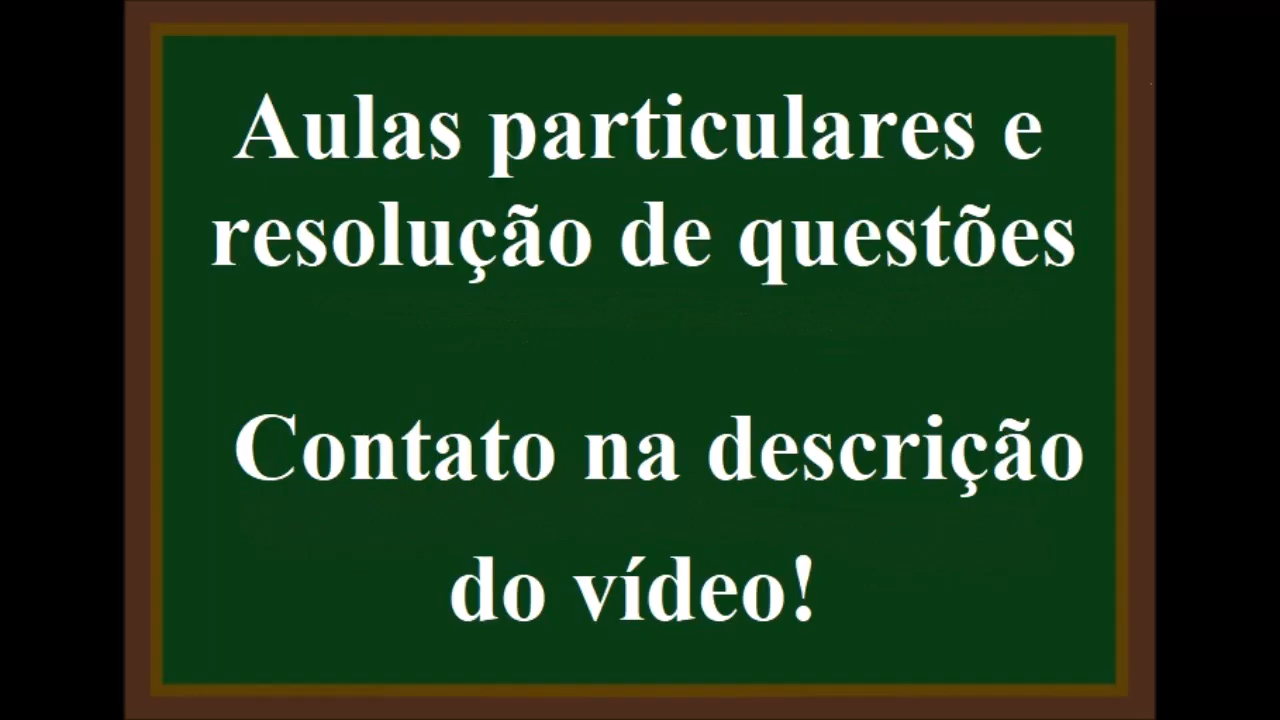 Aulas particulares e
resolução de questões
Contato na descrição
do vídeo!